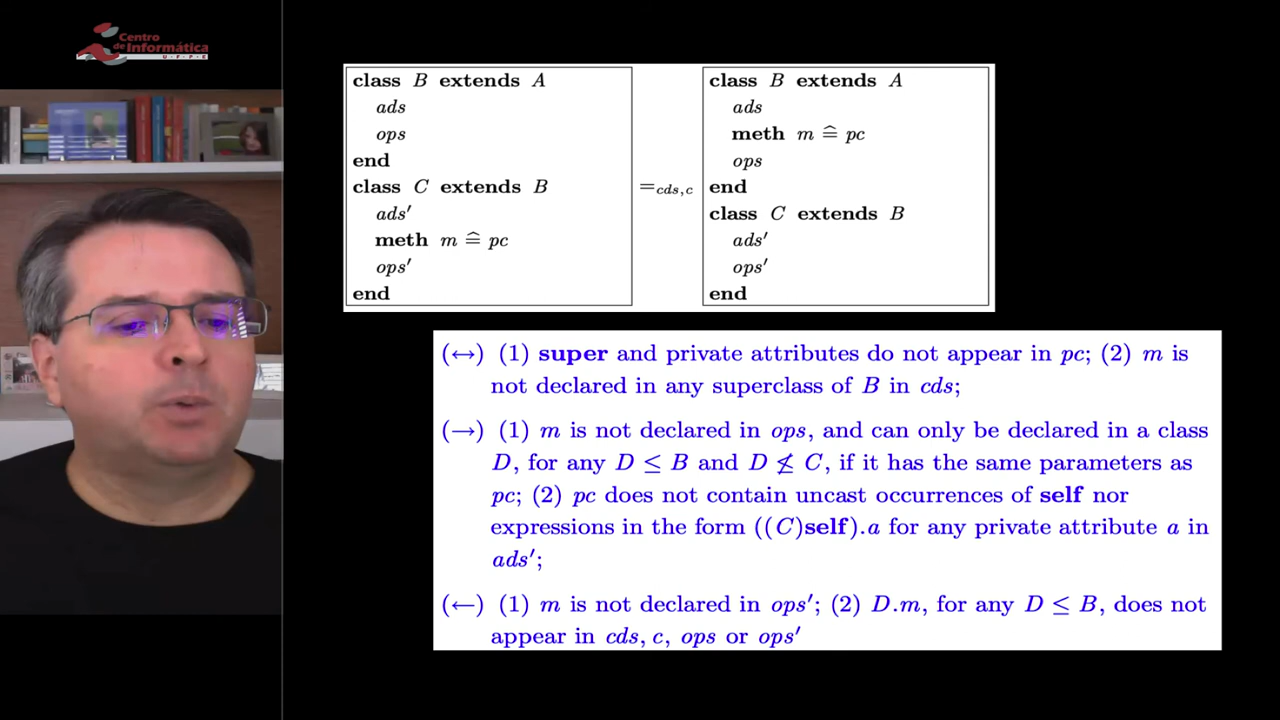 Centro
de Informática
U · F · P · E
class B extends A
ads
ops
end
class C extends B
ads′
meth m ≙ pc
ops′
end
=cds,c
class B extends A
ads
meth m ≙ pc
ops
end
class C extends B
ads′
ops′
end
(↔) (1) super and private attributes do not appear in pc; (2) m is
not declared in any superclass of B in cds;
(→) (1) m is not declared in ops, and can only be declared in a class
D, for any D ≤ B and D ≰ C, if it has the same parameters as
pc; (2) pc does not contain uncast occurrences of self nor
expressions in the form ((C)self).a for any private attribute a in
ads′;
(←) (1) m is not declared in ops′; (2) D.m, for any D ≤ B, does not
appear in cds, c, ops or ops′